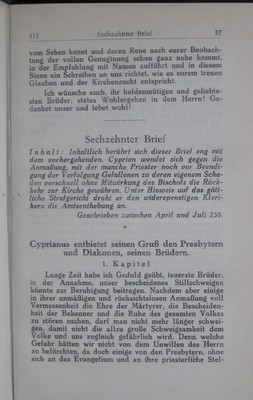 411 Sechzehnter Brief 57
vom Sehen kennt und deren Reue nach eurer Beobach-
tung der vollen Genugtuung schon ganz nahe kommt,
in der Empfehlung mit Namen aufführt und in diesem
Sinne ein Schreiben an uns richtet, wie es eurem treuen
Glauben und der Kirchenzucht entspricht.
Ich wünsche euch, ihr heldenmütigen und geliebte-
sten Brüder, stetes Wohlergehen in dem Herrn! Ge-
denket unser und lebet wohl!
Sechzehnter Brief
Inhalt: Inhaltlich berührt sich dieser Brief eng mit
dem vorhergehenden. Cyprian wendet sich gegen die
Anmaßung, mit der manche Priester noch vor Beendi-
gung der Verfolgung Gefallenen zu deren eigenem Scha-
den vorschnell ohne Mitwirkung des Bischofs die Rück-
kehr zur Kirche gewähren. Unter Hinweis auf das gött-
liche Strafgericht droht er den widerspenstigen Kleri-
kern die Amtsenthebung an.
Geschrieben zwischen April und Juli 250.
*
Cyprianus entbietet seinen Gruß den Presbytern
und Diakonen, seinen Brüdern.
1. Kapitel
Lange Zeit habe ich Geduld geübt, teuerste Brüder,
in der Annahme, unser bescheidenes Stillschweigen
könnte zur Beruhigung beitragen. Nachdem aber einige
in ihrer unmäßigen und rücksichtslosen Anmaßung voll
Vermessenheit die Ehre der Märtyrer, die Bescheiden-
heit der Bekenner und die Ruhe des gesamten Volkes
zu stören suchen, darf man nicht mehr länger schwei-
gen, damit nicht die allzu große Schweigsamkeit dem
Volke und uns zugleich gefährlich wird. Denn welche
Gefahr hätten wir nicht von dem Unwillen des Herrn
zu befürchten, da doch einige von den Presbytern, ohne
sich an das Evangelium und an ihre priesterliche Stel-